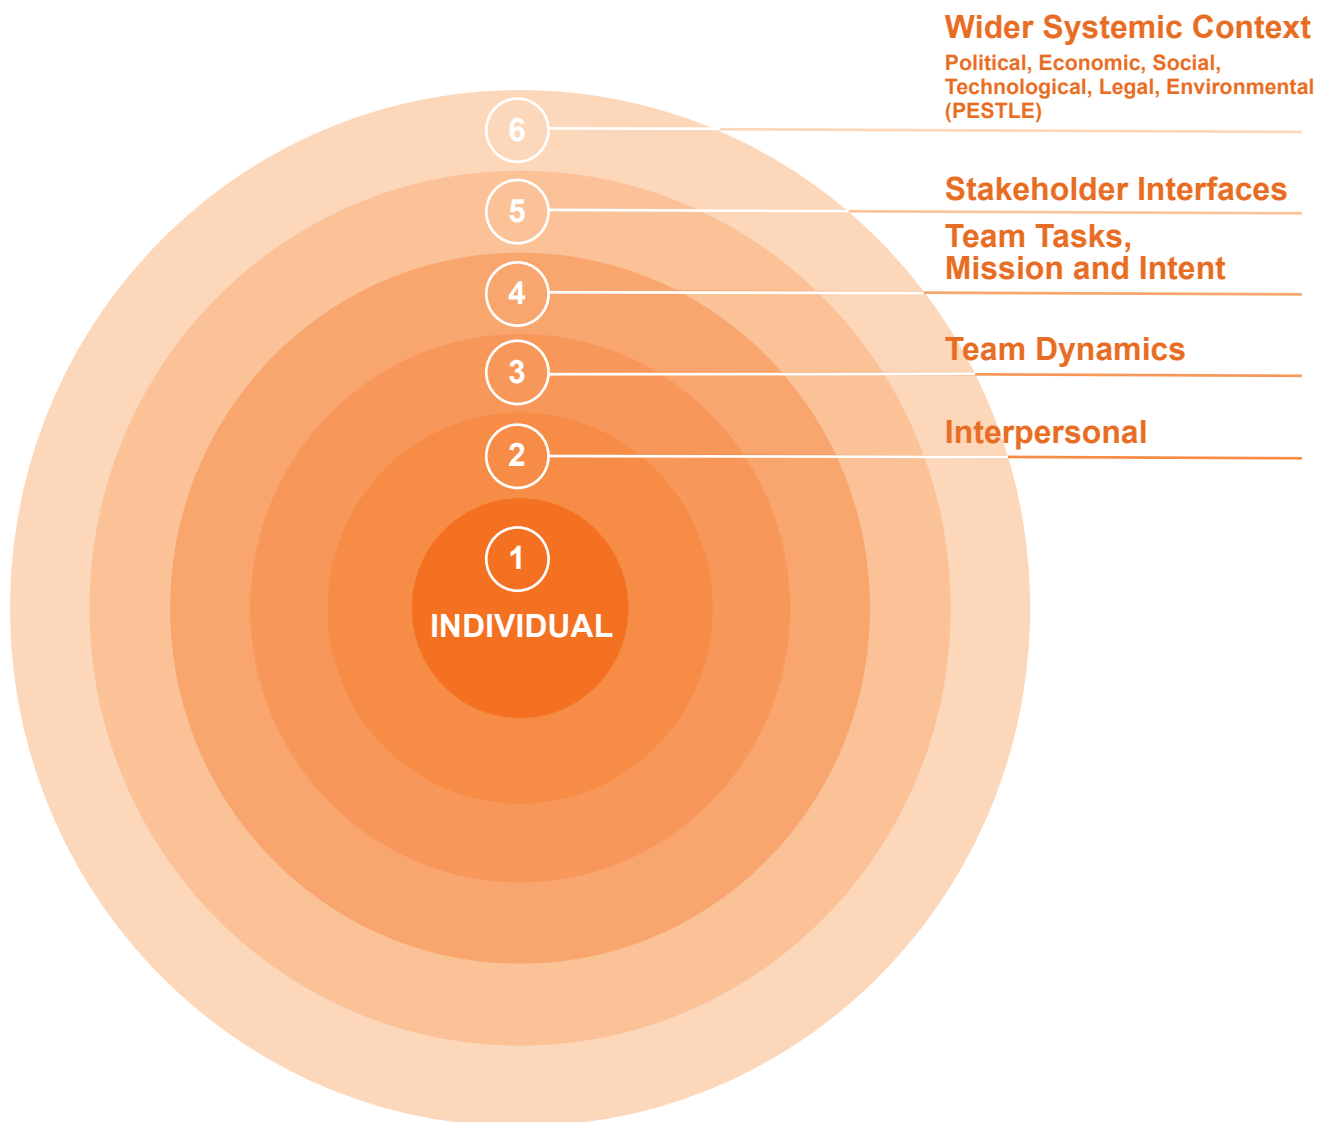 Wider Systemic Context
Political, Economic, Social,
Technological, Legal, Environmental
(PESTLE)
6
Stakeholder Interfaces
5
Team Tasks,
Mission and Intent
4
Team Dynamics
3
Interpersonal
2
1
INDIVIDUAL